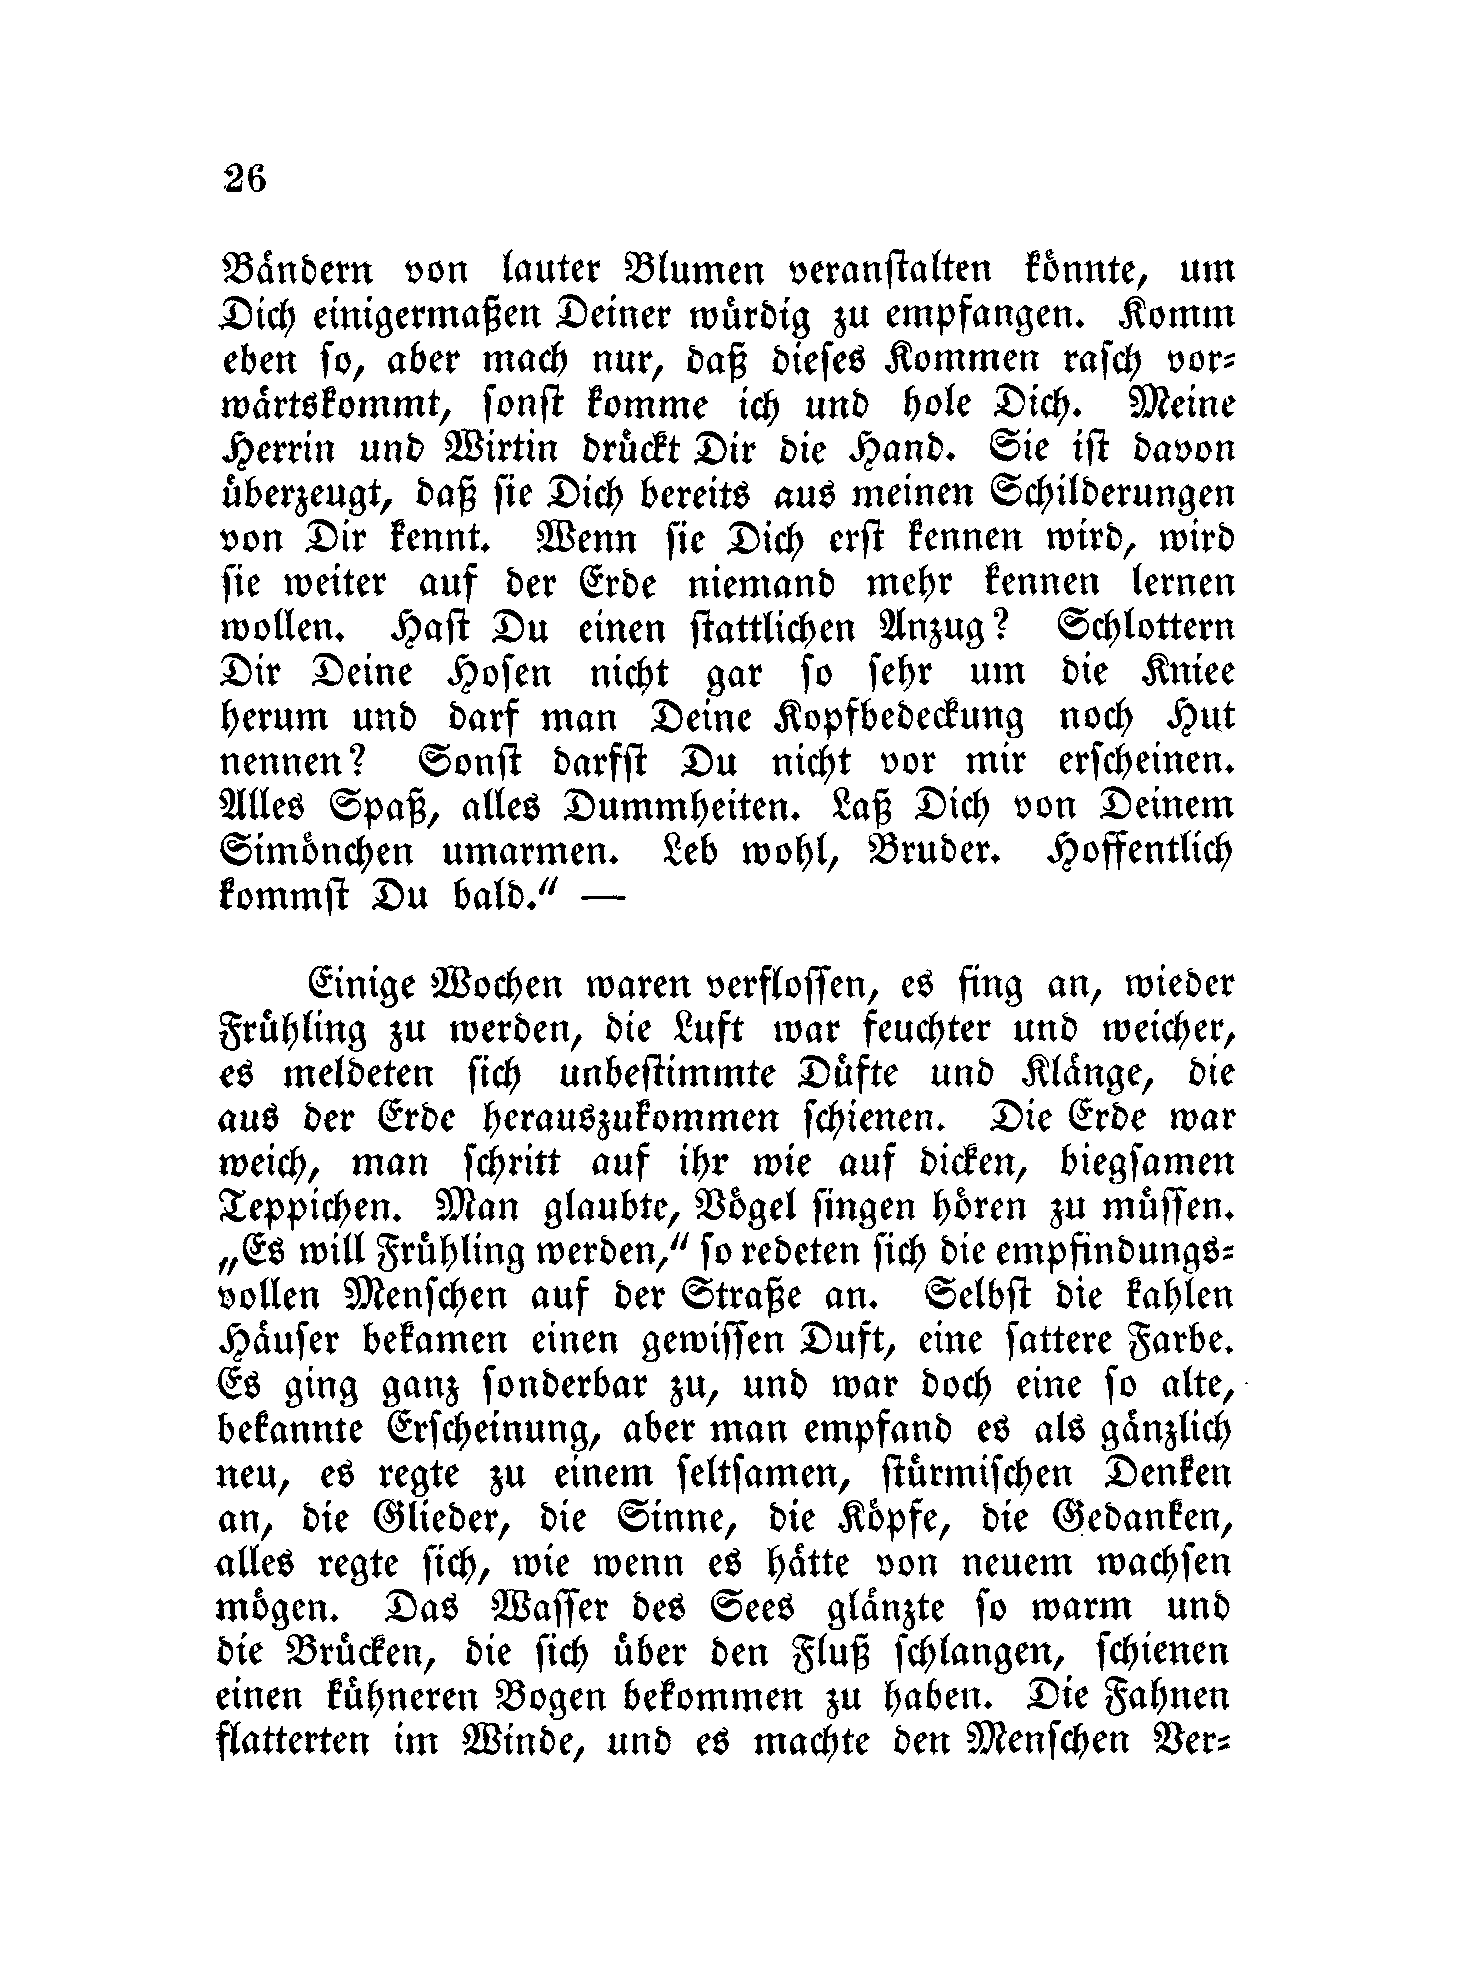 26
Bändern von lauter Blumen veranſtalten könnte, um
Dich einigermaßen Deiner würdig zu empfangen. Komm
eben ſo, aber mach nur, daß dieſes Kommen raſch vor-
wärtskommt, ſonſt komme ich und hole Dich. Meine
Herrin und Wirtin drückt Dir die Hand. Sie iſt davon
überzeugt, daß ſie Dich bereits aus meinen Schilderungen
von Dir kennt. Wenn ſie Dich erſt kennen wird, wird
ſie weiter auf der Erde niemand mehr kennen lernen
wollen. Haſt Du einen ſtattlichen Anzug? Schlottern
Dir Deine Hoſen nicht gar ſo ſehr um die Kniee
herum und darf man Deine Kopfbedeckung noch Hut
nennen? Sonſt darfſt Du nicht vor mir erſcheinen.
Alles Spaß, alles Dummheiten. Laß Dich von Deinem
Simönchen umarmen. Leb wohl, Bruder. Hoffentlich
kommſt Du bald.“ —
Einige Wochen waren verfloſſen, es fing an, wieder
Frühling zu werden, die Luft war feuchter und weicher,
es meldeten ſich unbeſtimmte Düfte und Klänge, die
aus der Erde herauszukommen ſchienen. Die Erde war
weich, man ſchritt auf ihr wie auf dicken, biegſamen
Teppichen. Man glaubte, Vögel ſingen hören zu müſſen.
„Es will Frühling werden,“ ſo redeten ſich die empfindungs-
vollen Menſchen auf der Straße an. Selbſt die kahlen
Häuſer bekamen einen gewiſſen Duft, eine ſattere Farbe.
Es ging ganz ſonderbar zu, und war doch eine ſo alte,
bekannte Erſcheinung, aber man empfand es als gänzlich
neu, es regte zu einem ſeltſamen, ſtürmiſchen Denken
an, die Glieder, die Sinne, die Köpfe, die Gedanken,
alles regte ſich, wie wenn es hätte von neuem wachſen
mögen. Das Waſſer des Sees glänzte ſo warm und
die Brücken, die ſich über den Fluß ſchlangen, ſchienen
einen kühneren Bogen bekommen zu haben. Die Fahnen
flatterten im Winde, und es machte den Menſchen Ver-